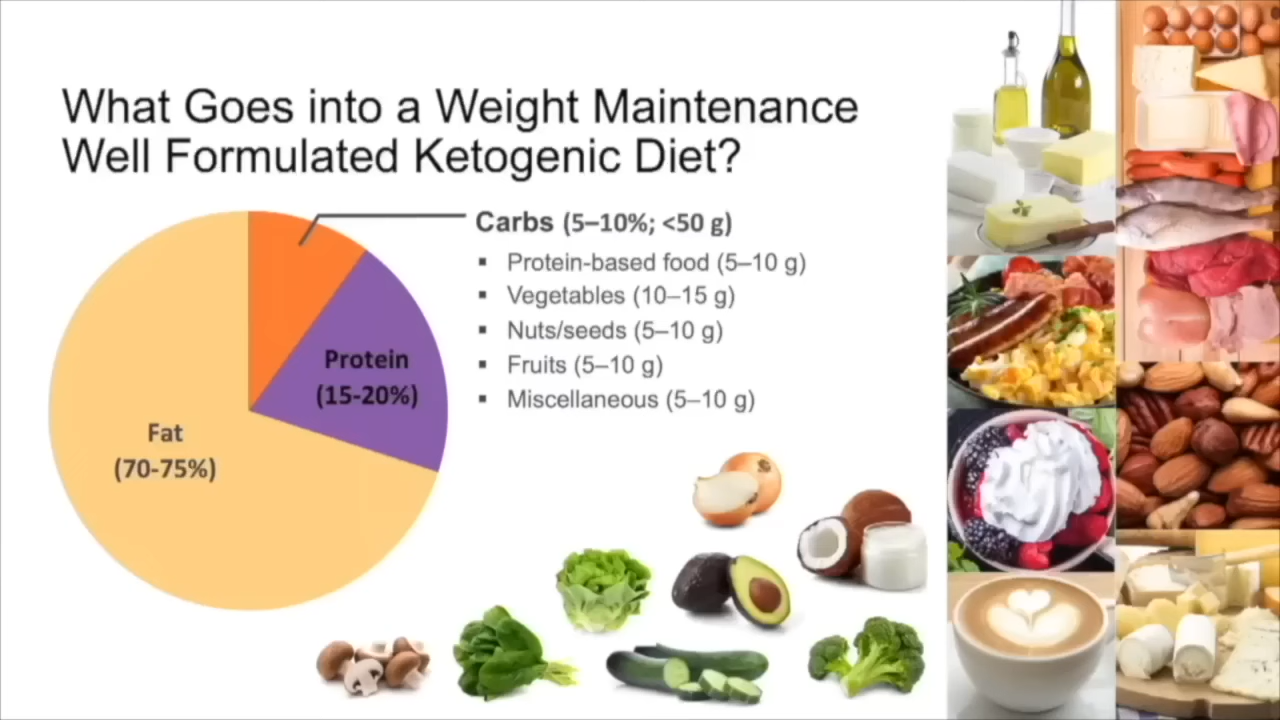 What Goes into a Weight Maintenance
Well Formulated Ketogenic Diet?
Carbs (5–10%; <50 g)
▪ Protein-based food (5–10 g)
▪ Vegetables (10–15 g)
▪ Nuts/seeds (5–10 g)
▪ Fruits (5–10 g)
▪ Miscellaneous (5–10 g)
Protein
(15-20%)
Fat
(70-75%)